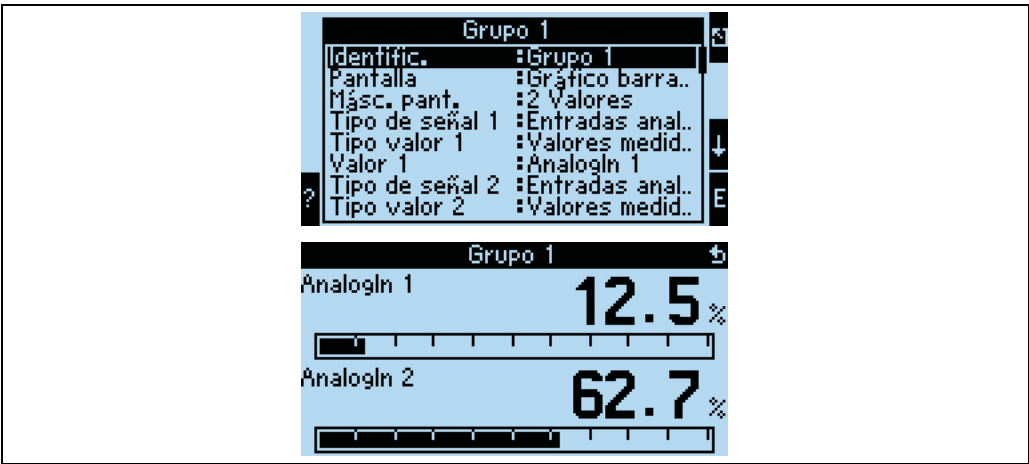 Grupo 1
Identific. :Grupo 1
Pantalla :Gráfico barra..
Másc. pant. :2 Valores
Tipo de señal 1 :Entradas anal..
Tipo valor 1 :Valores medid..
Valor 1 :AnalogIn 1
Tipo de señal 2 :Entradas anal..
Tipo valor 2 :Valores medid..
?
E
Grupo 1
AnalogIn 1
12.5 %
AnalogIn 2
62.7 %